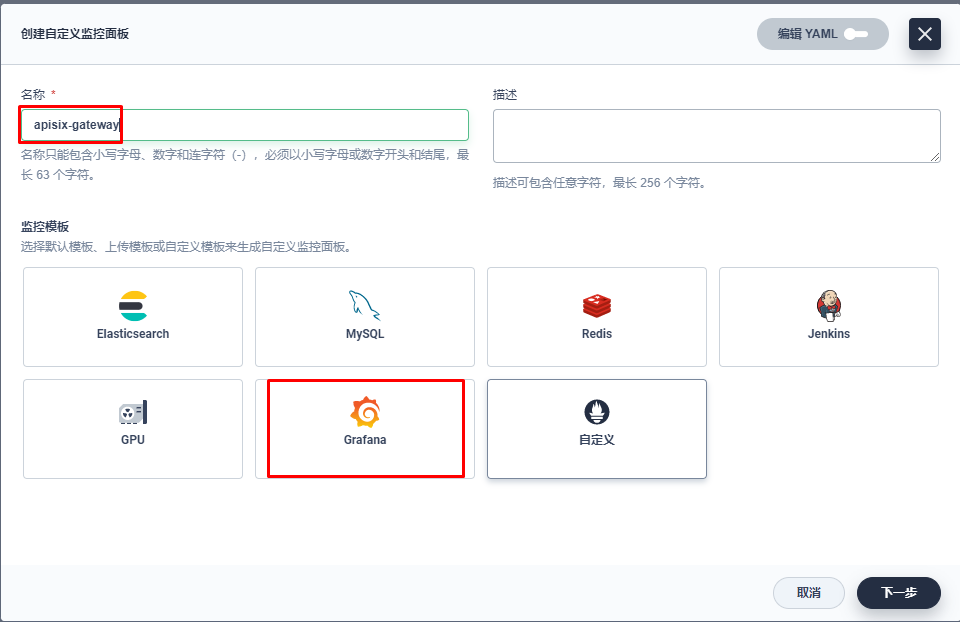 创建自定义监控面板
编辑 YAML
名称 *
描述
apisix-gateway
名称只能包含小写字母、数字和连字符（-），必须以小写字母或数字开头和结尾，最
长 63 个字符。
描述可包含任意字符，最长 256 个字符。
监控模板
选择默认模板、上传模板或自定义模板来生成自定义监控面板。
Elasticsearch
MySQL
Redis
Jenkins
GPU
Grafana
自定义
取消
下一步